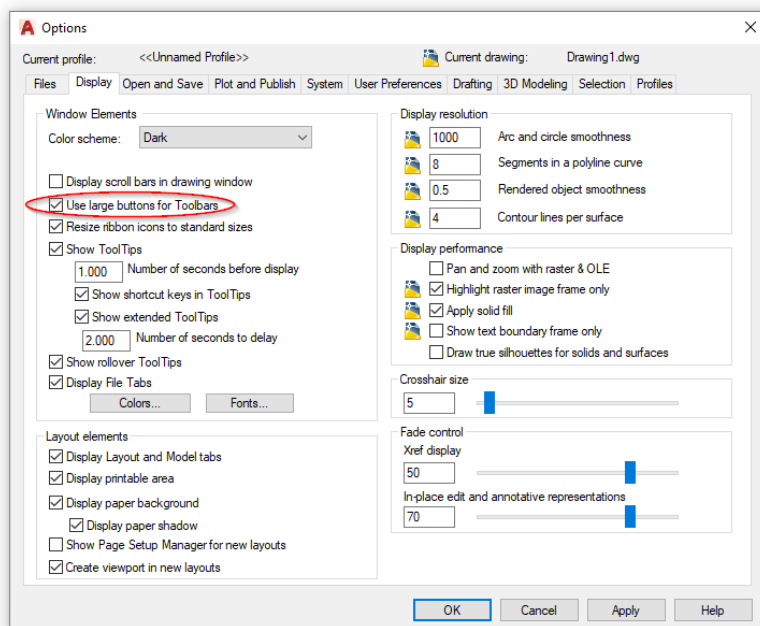 A Options
Current profile: <<Unnamed Profile>> Current drawing: Drawing1.dwg
Files Display Open and Save Plot and Publish System User Preferences Drafting 3D Modeling Selection Profiles
Window Elements
Color scheme: Dark
Display scroll bars in drawing window
Use large buttons for Toolbars
Resize ribbon icons to standard sizes
Show ToolTips
1.000 Number of seconds before display
Show shortcut keys in ToolTips
Show extended ToolTips
2.000 Number of seconds to delay
Show rollover ToolTips
Display File Tabs
Colors... Fonts...
Layout elements
Display Layout and Model tabs
Display printable area
Display paper background
Display paper shadow
Show Page Setup Manager for new layouts
Create viewport in new layouts
Display resolution
1000 Arc and circle smoothness
8 Segments in a polyline curve
0.5 Rendered object smoothness
4 Contour lines per surface
Display performance
Pan and zoom with raster & OLE
Highlight raster image frame only
Apply solid fill
Show text boundary frame only
Draw true silhouettes for solids and surfaces
Crosshair size
5
Fade control
Xref display
50
In-place edit and annotative representations
70
OK Cancel Apply Help